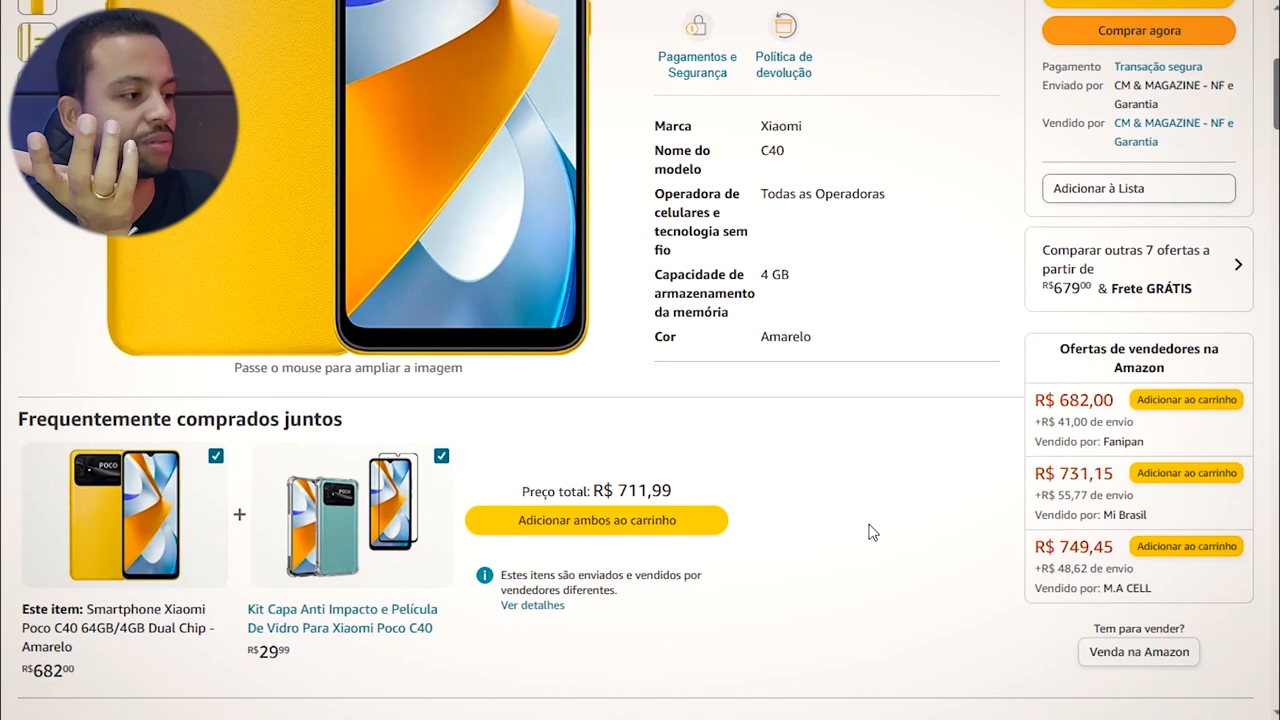 Pagamentos e
Segurança
Política de
devolução
Marca Xiaomi
Nome do
modelo C40
Operadora de
celulares e
tecnologia sem
fio Todas as Operadoras
Capacidade de
armazenamento
da memória 4 GB
Cor Amarelo
Passe o mouse para ampliar a imagem
Comprar agora
Pagamento Transação segura
Enviado por CM & MAGAZINE - NF e
Garantia
Vendido por CM & MAGAZINE - NF e
Garantia
Adicionar à Lista
Comparar outras 7 ofertas a
partir de
R$67900 & Frete GRÁTIS
Ofertas de vendedores na
Amazon
R$ 682,00 Adicionar ao carrinho
+R$ 41,00 de envio
Vendido por: Fanipan
R$ 731,15 Adicionar ao carrinho
+R$ 55,77 de envio
Vendido por: Mi Brasil
R$ 749,45 Adicionar ao carrinho
+R$ 48,62 de envio
Vendido por: M.A CELL
Tem para vender?
Venda na Amazon
Frequentemente comprados juntos
POCO
+
POCO
Este item: Smartphone Xiaomi
Poco C40 64GB/4GB Dual Chip -
Amarelo
R$68200
Kit Capa Anti Impacto e Película
De Vidro Para Xiaomi Poco C40
R$2999
Preço total: R$ 711,99
Adicionar ambos ao carrinho
i Estes itens são enviados e vendidos por
vendedores diferentes.
Ver detalhes